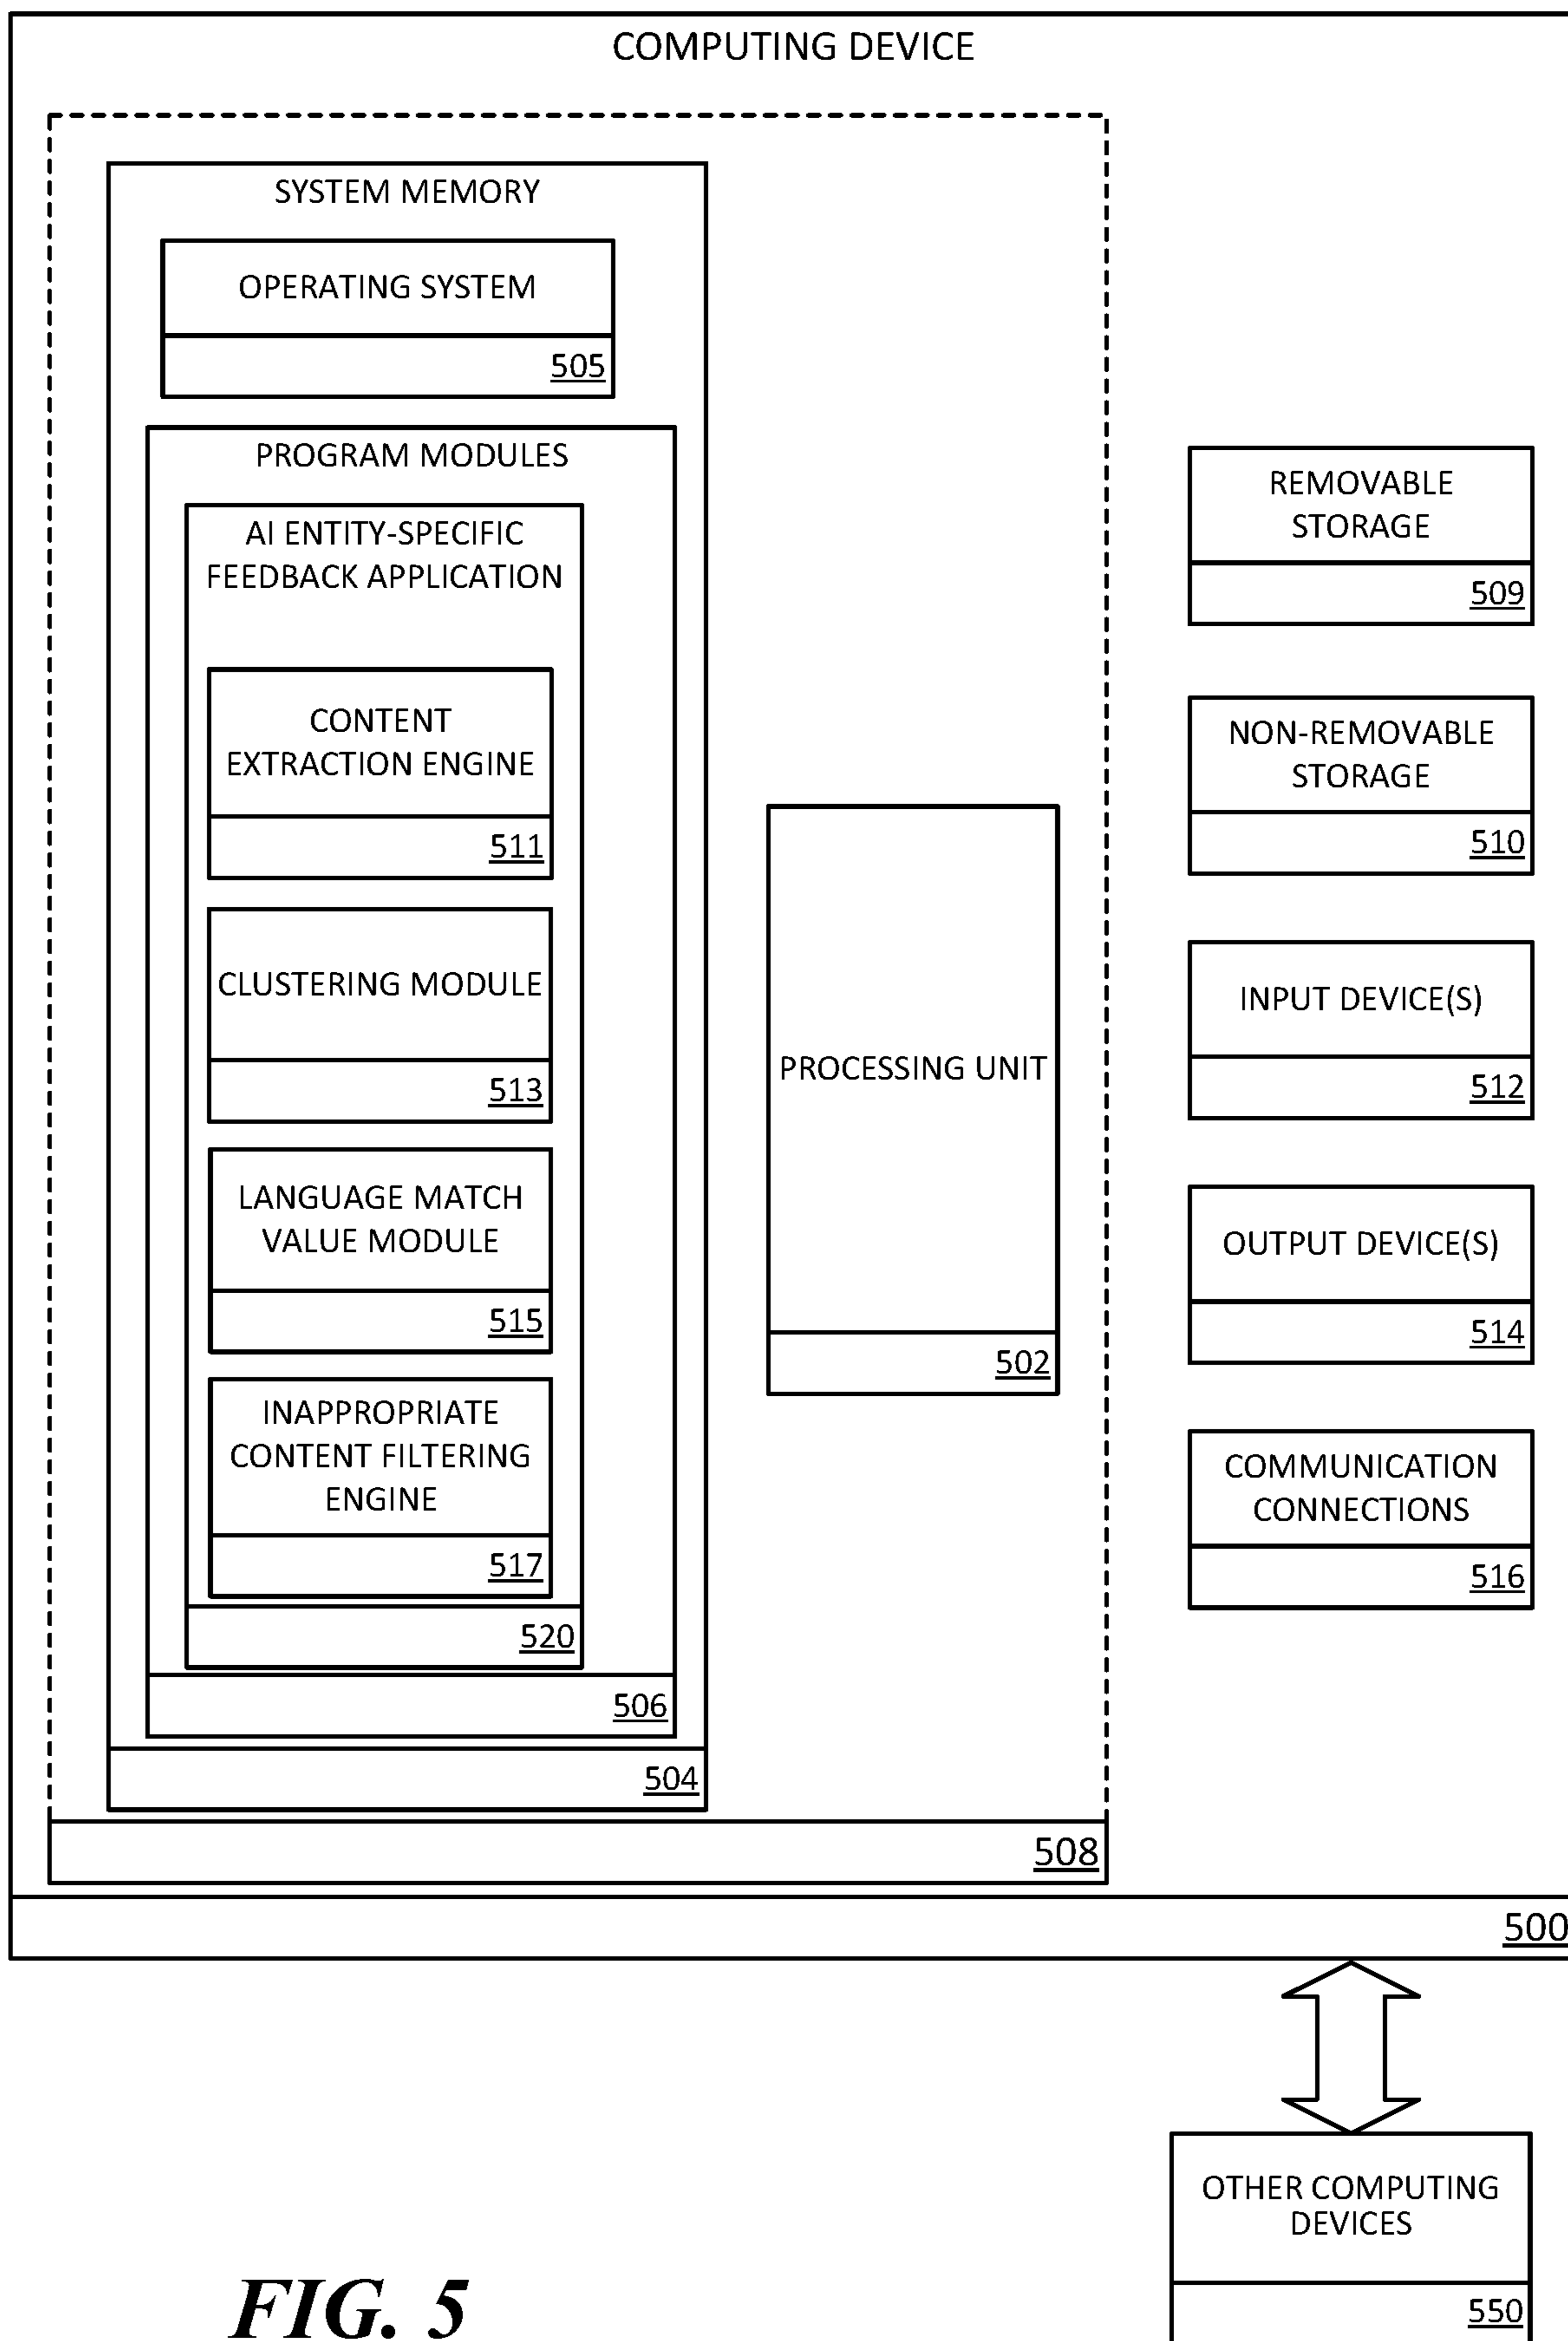 COMPUTING DEVICE
SYSTEM MEMORY
OPERATING SYSTEM
505
PROGRAM MODULES
AI ENTITY-SPECIFIC
FEEDBACK APPLICATION
CONTENT
EXTRACTION ENGINE
511
CLUSTERING MODULE
513
LANGUAGE MATCH
VALUE MODULE
515
INAPPROPRIATE
CONTENT FILTERING
ENGINE
517
520
506
504
508
PROCESSING UNIT
502
REMOVABLE
STORAGE
509
NON-REMOVABLE
STORAGE
510
INPUT DEVICE(S)
512
OUTPUT DEVICE(S)
514
COMMUNICATION
CONNECTIONS
516
500
OTHER COMPUTING
DEVICES
550
FIG. 5